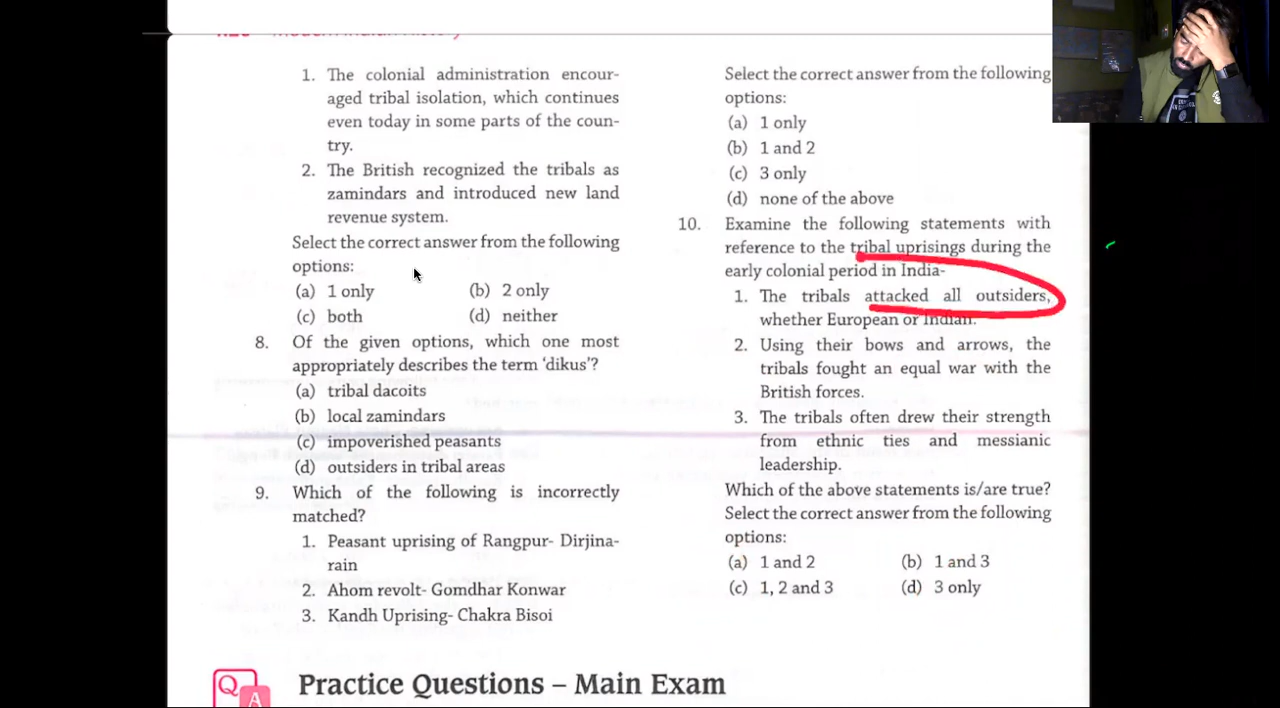 1. The colonial administration encour-
aged tribal isolation, which continues
even today in some parts of the coun-
try.
2. The British recognized the tribals as
zamindars and introduced new land
revenue system.
Select the correct answer from the following
options:
(a) 1 only (b) 2 only
(c) both (d) neither
8. Of the given options, which one most
appropriately describes the term ‘dikus’?
(a) tribal dacoits
(b) local zamindars
(c) impoverished peasants
(d) outsiders in tribal areas
9. Which of the following is incorrectly
matched?
1. Peasant uprising of Rangpur- Dirjina-
rain
2. Ahom revolt- Gomdhar Konwar
3. Kandh Uprising- Chakra Bisoi
Select the correct answer from the following
options:
(a) 1 only
(b) 1 and 2
(c) 3 only
(d) none of the above
10. Examine the following statements with
reference to the tribal uprisings during the
early colonial period in India-
1. The tribals attacked all outsiders,
whether European or Indian.
2. Using their bows and arrows, the
tribals fought an equal war with the
British forces.
3. The tribals often drew their strength
from ethnic ties and messianic
leadership.
Which of the above statements is/are true?
Select the correct answer from the following
options:
(a) 1 and 2 (b) 1 and 3
(c) 1, 2 and 3 (d) 3 only
Q A
Practice Questions – Main Exam